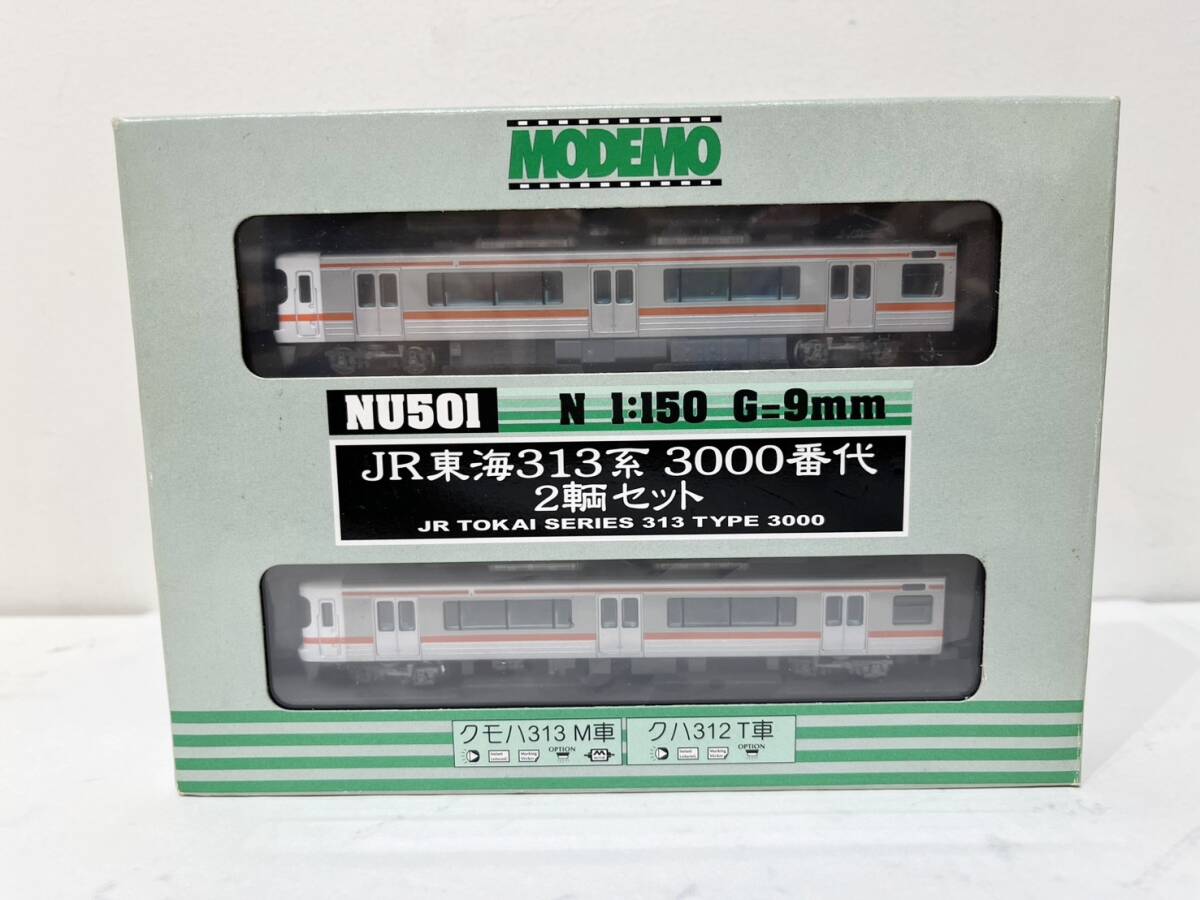 MODEMO
NU501 N 1:150 G=9mm
JR東海313系 3000番代
2輌セット
JR TOKAI SERIES 313 TYPE 3000
クモハ313 M車 クハ312 T車
OPTION OPTION